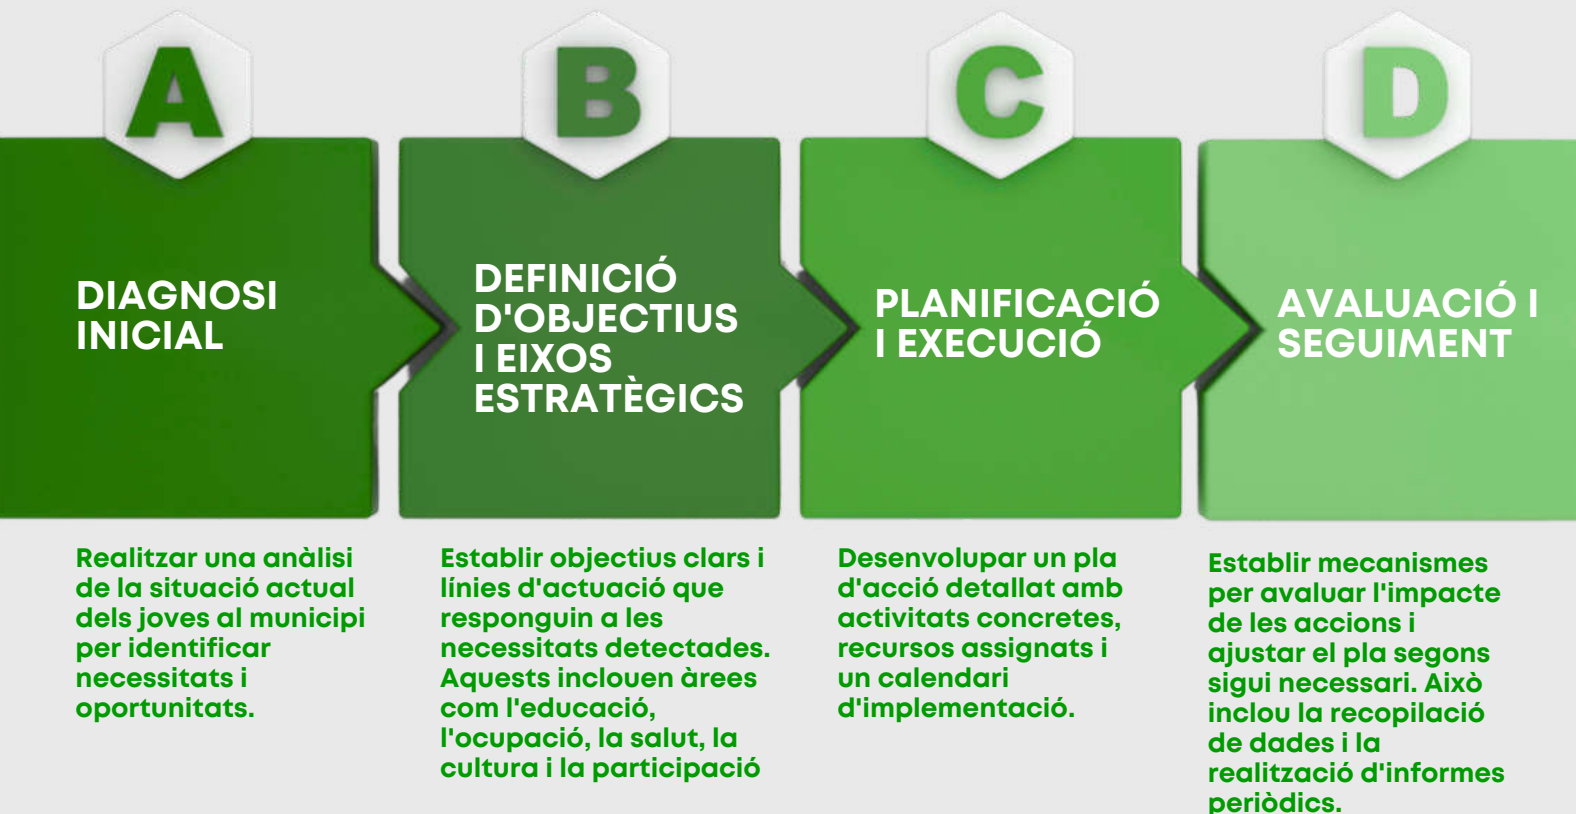 A
DIAGNOSI
INICIAL
Realitzar una anàlisi
de la situació actual
dels joves al municipi
per identificar
necessitats i
oportunitats.
B
DEFINICIÓ
D'OBJECTIUS
I EIXOS
ESTRATÈGICS
Establir objectius clars i
línies d'actuació que
responguin a les
necessitats detectades.
Aquests inclouen àrees
com l'educació,
l'ocupació, la salut, la
cultura i la participació
C
PLANIFICACIÓ
I EXECUCIÓ
Desenvolupar un pla
d'acció detallat amb
activitats concretes,
recursos assignats i
un calendari
d'implementació.
D
AVALUACIÓ I
SEGUIMENT
Establir mecanismes
per avaluar l'impacte
de les accions i
ajustar el pla segons
sigui necessari. Això
inclou la recopilació
de dades i la
realització d'informes
periòdics.